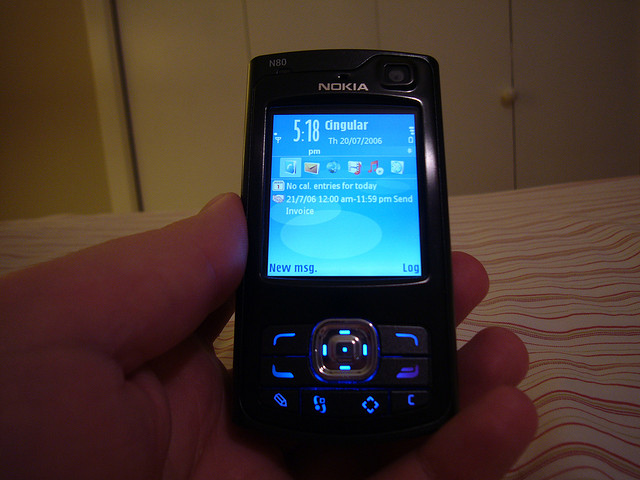 N80
NOKIA
5:18 pm
Cingular
Th 20/07/2006
No cal. entries for today
21/7/06 12:00 am-11:59 pm Send
Invoice
New msg.
Log
C